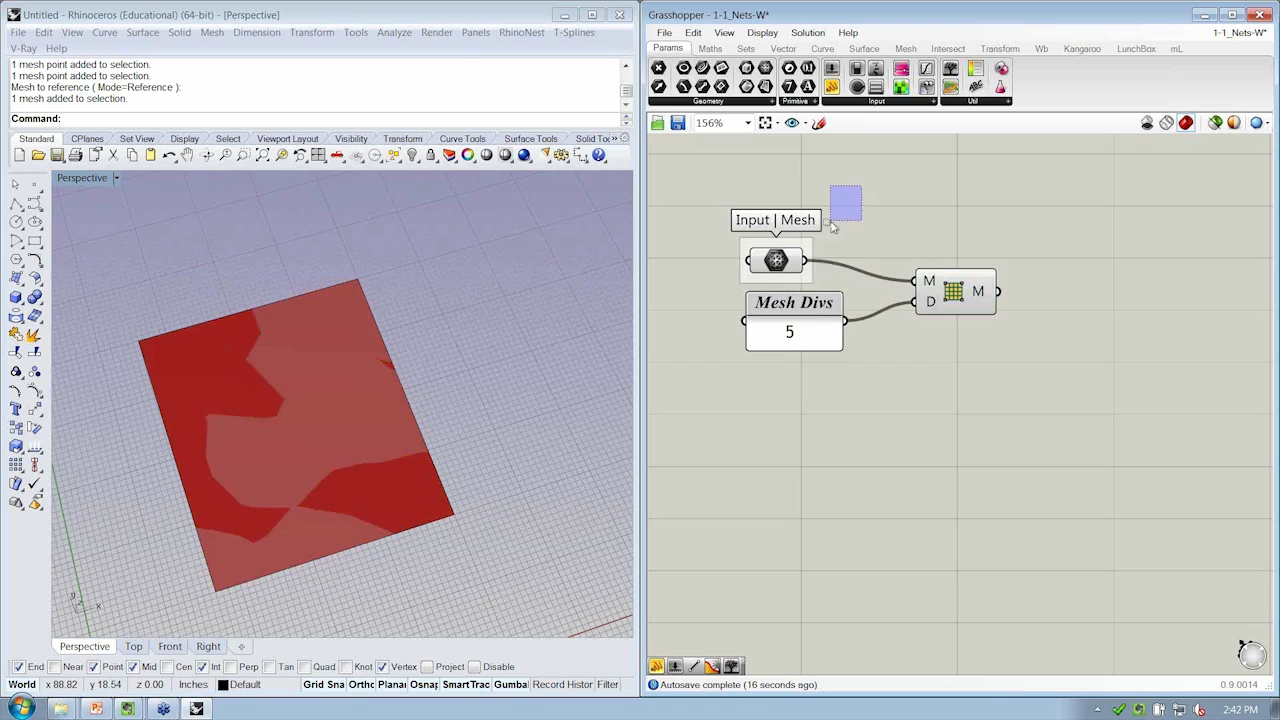 Untitled - Rhinoceros (Educational) (64-bit) - [Perspective]
File Edit View Curve Surface Solid Mesh Dimension Transform Tools Analyze Render Panels RhinoNest T-Splines
V-Ray Help
1 mesh point added to selection.
1 mesh point added to selection.
Mesh to reference ( Mode=Reference ):
1 mesh added to selection.
Command:
Standard CPlanes Set View Display Select Viewport Layout Visibility Transform Curve Tools Surface Tools Solid To
Perspective
y
z
x
Perspective Top Front Right
End Near Point Mid Cen Int Perp Tan Quad Knot Vertex Project Disable
World x 88.82 y 18.54 z 0.00 Inches Default Grid Sna Ortho Planar Osnap SmartTrac Gumba Record Histor Filter
Grasshopper - 1-1_Nets-W*
File Edit View Display Solution Help 1-1_Nets-W*
Params Maths Sets Vector Curve Surface Mesh Intersect Transform Wb Kangaroo LunchBox mL
Geometry Primitive Input Util
156%
Input | Mesh
Mesh Divs
5
M
D
M
Autosave complete (16 seconds ago) 0.9.0014
2:42 PM